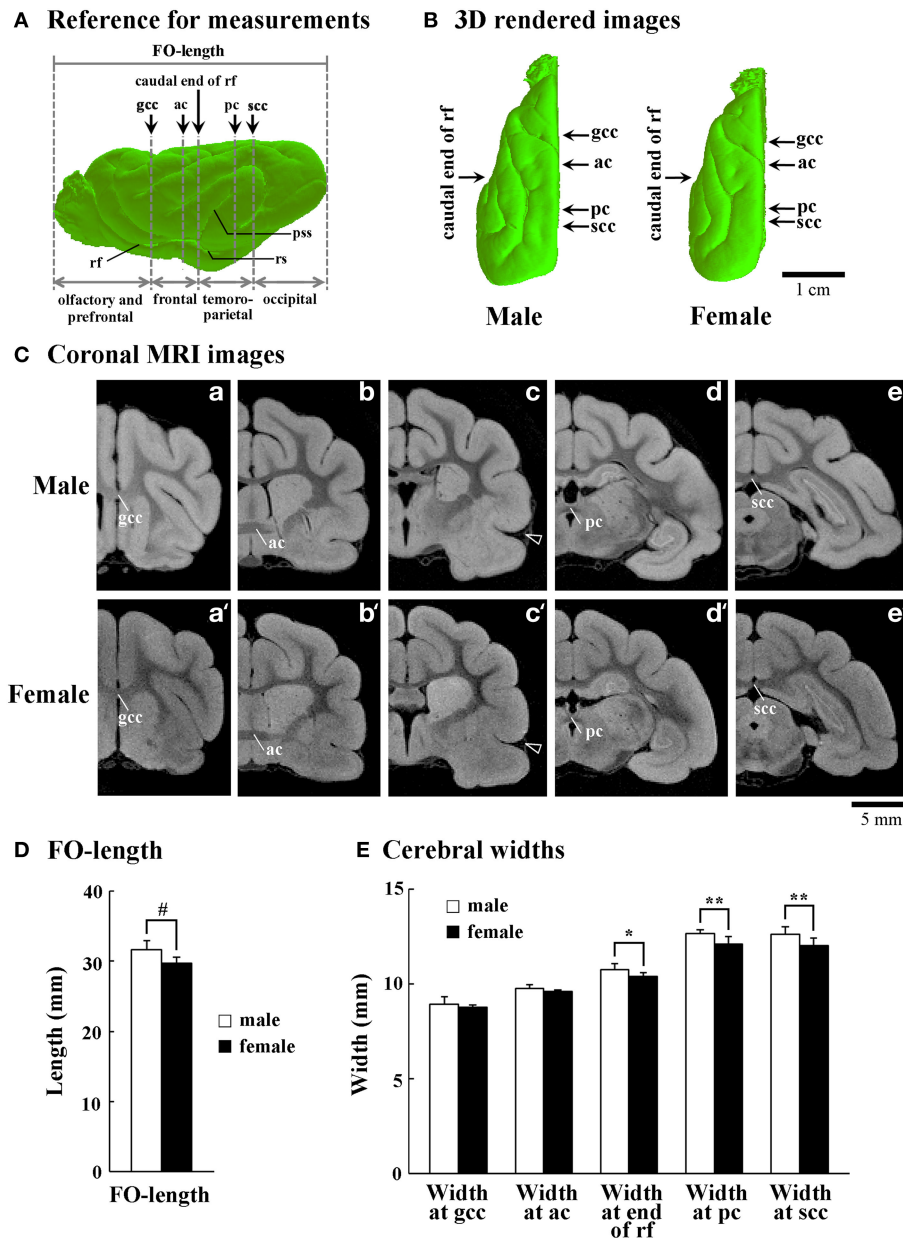 A Reference for measurements
FO-length
caudal end of rf
gcc ac pc scc
pss
rf
rs
olfactory and prefrontal
frontal
temoro-parietal
occipital
B 3D rendered images
caudal end of rf
gcc
ac
pc
scc
Male
caudal end of rf
gcc
ac
pc
scc
Female
1 cm
C Coronal MRI images
Male
a
gcc
b
ac
c
d
pc
e
scc
Female
a‘
gcc
b‘
ac
c‘
d‘
pc
e
scc
5 mm
D FO-length
Length (mm)
40
30
20
10
0
#
male
female
FO-length
E Cerebral widths
Width (mm)
15
10
5
0
male
female
*
**
**
Width at gcc
Width at ac
Width at end of rf
Width at pc
Width at scc